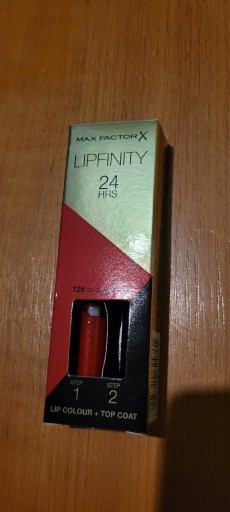 MAX FACTOR X
LIPFINITY
24
HRS
125
STEP STEP
1 2
LIP COLOUR + TOP COAT